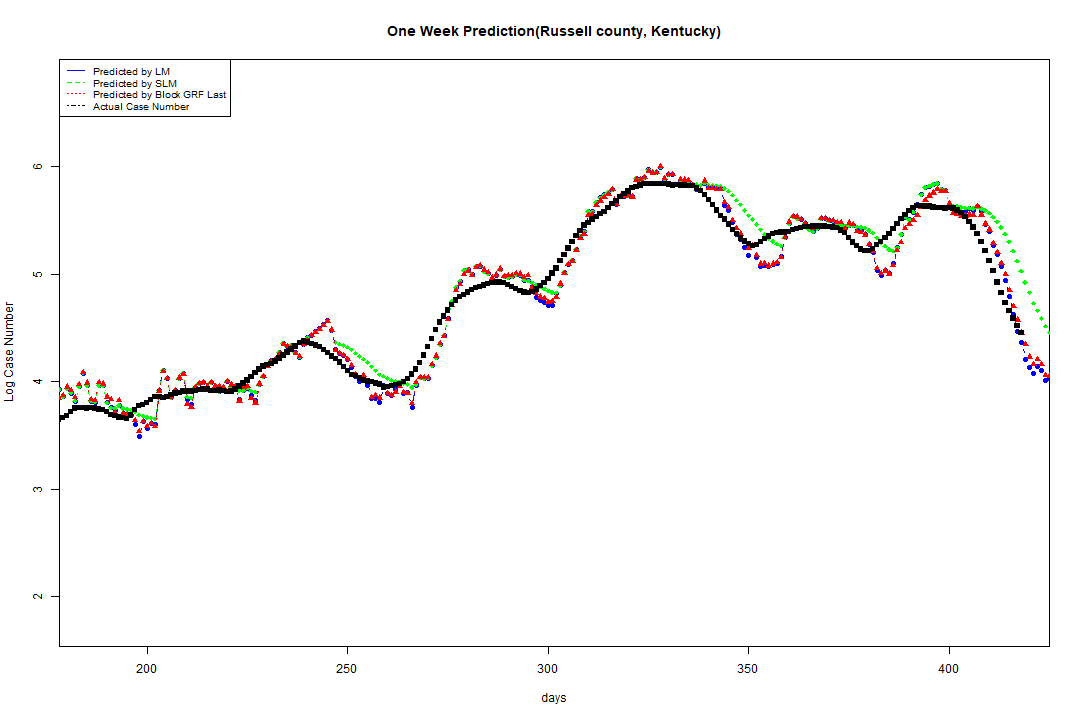 One Week Prediction(Russell county, Kentucky)
Predicted by LM
Predicted by SLM
Predicted by Block GRF Last
Actual Case Number
6
5
4
3
2
Log Case Number
200
250
300
350
400
days